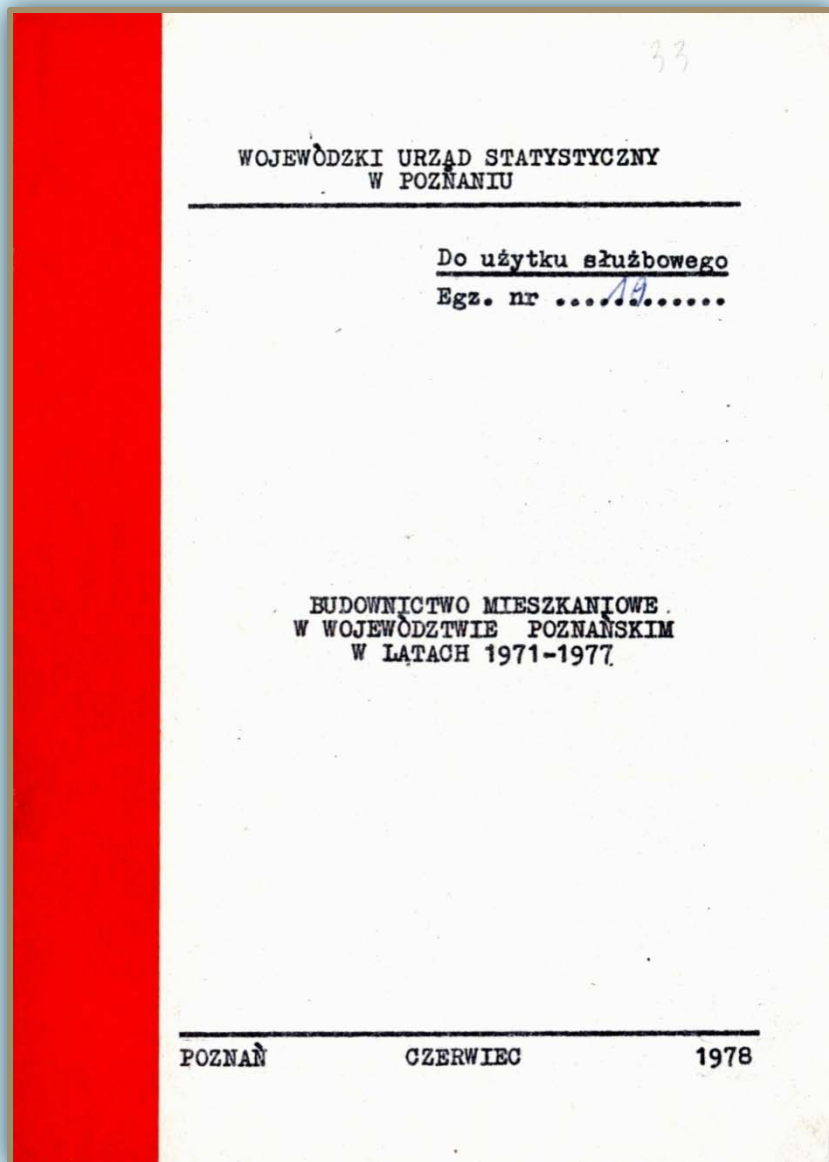 33
WOJEWÓDZKI URZĄD STATYSTYCZNY
W POZNANIU
Do użytku służbowego
Egz. nr .....19............
BUDOWNICTWO MIESZKANIOWE
W WOJEWÓDZTWIE POZNAŃSKIM
W LATACH 1971-1977
POZNAŃ CZERWIEC 1978